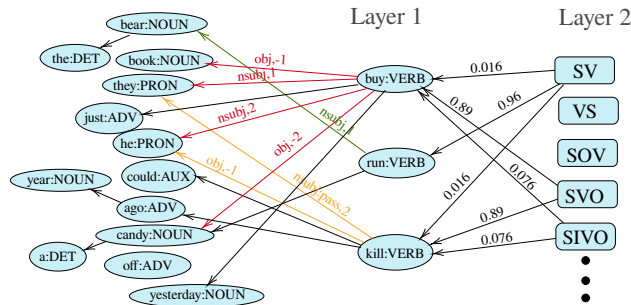 Layer 1
Layer 2
bear:NOUN
the:DET
book:NOUN
they:PRON
just:ADV
he:PRON
could:AUX
year:NOUN
ago:ADV
candy:NOUN
a:DET
off:ADV
yesterday:NOUN
obj,-1
nsubj,1
nsubj,2
obj,-2
nsubj,1
obj,-1
nsubj:pass,2
buy:VERB
run:VERB
kill:VERB
0.016
0.96
0.89
0.016
0.076
0.89
0.076
SV
VS
SOV
SVO
SIVO